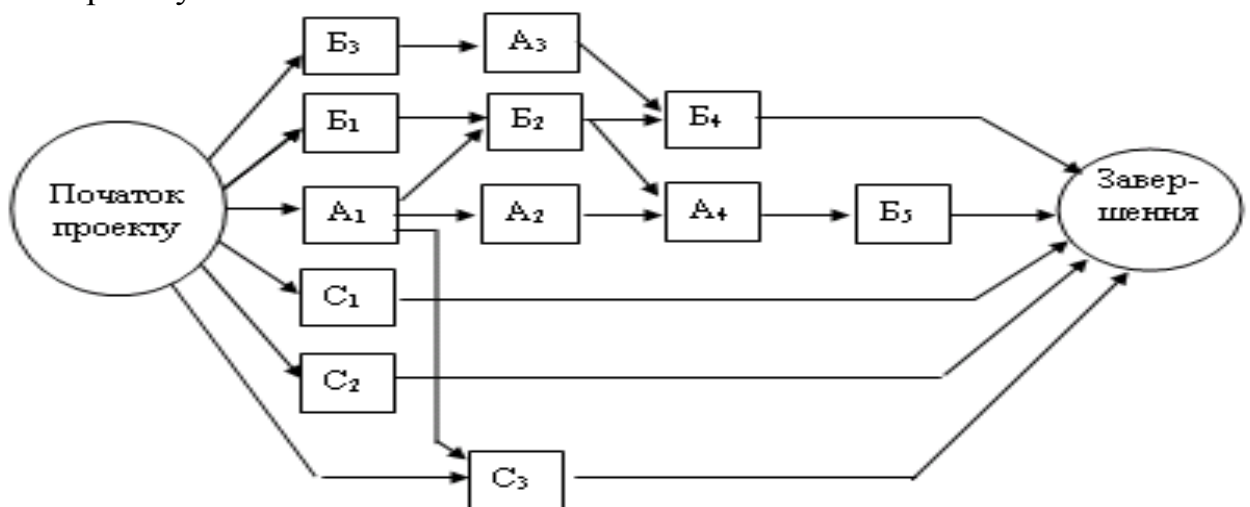 Б₃
А₃
Б₁
Б₂
Б₄
Початок
проекту
А₁
А₂
А₄
Б₅
Завер-
шення
С₁
С₂
С₃